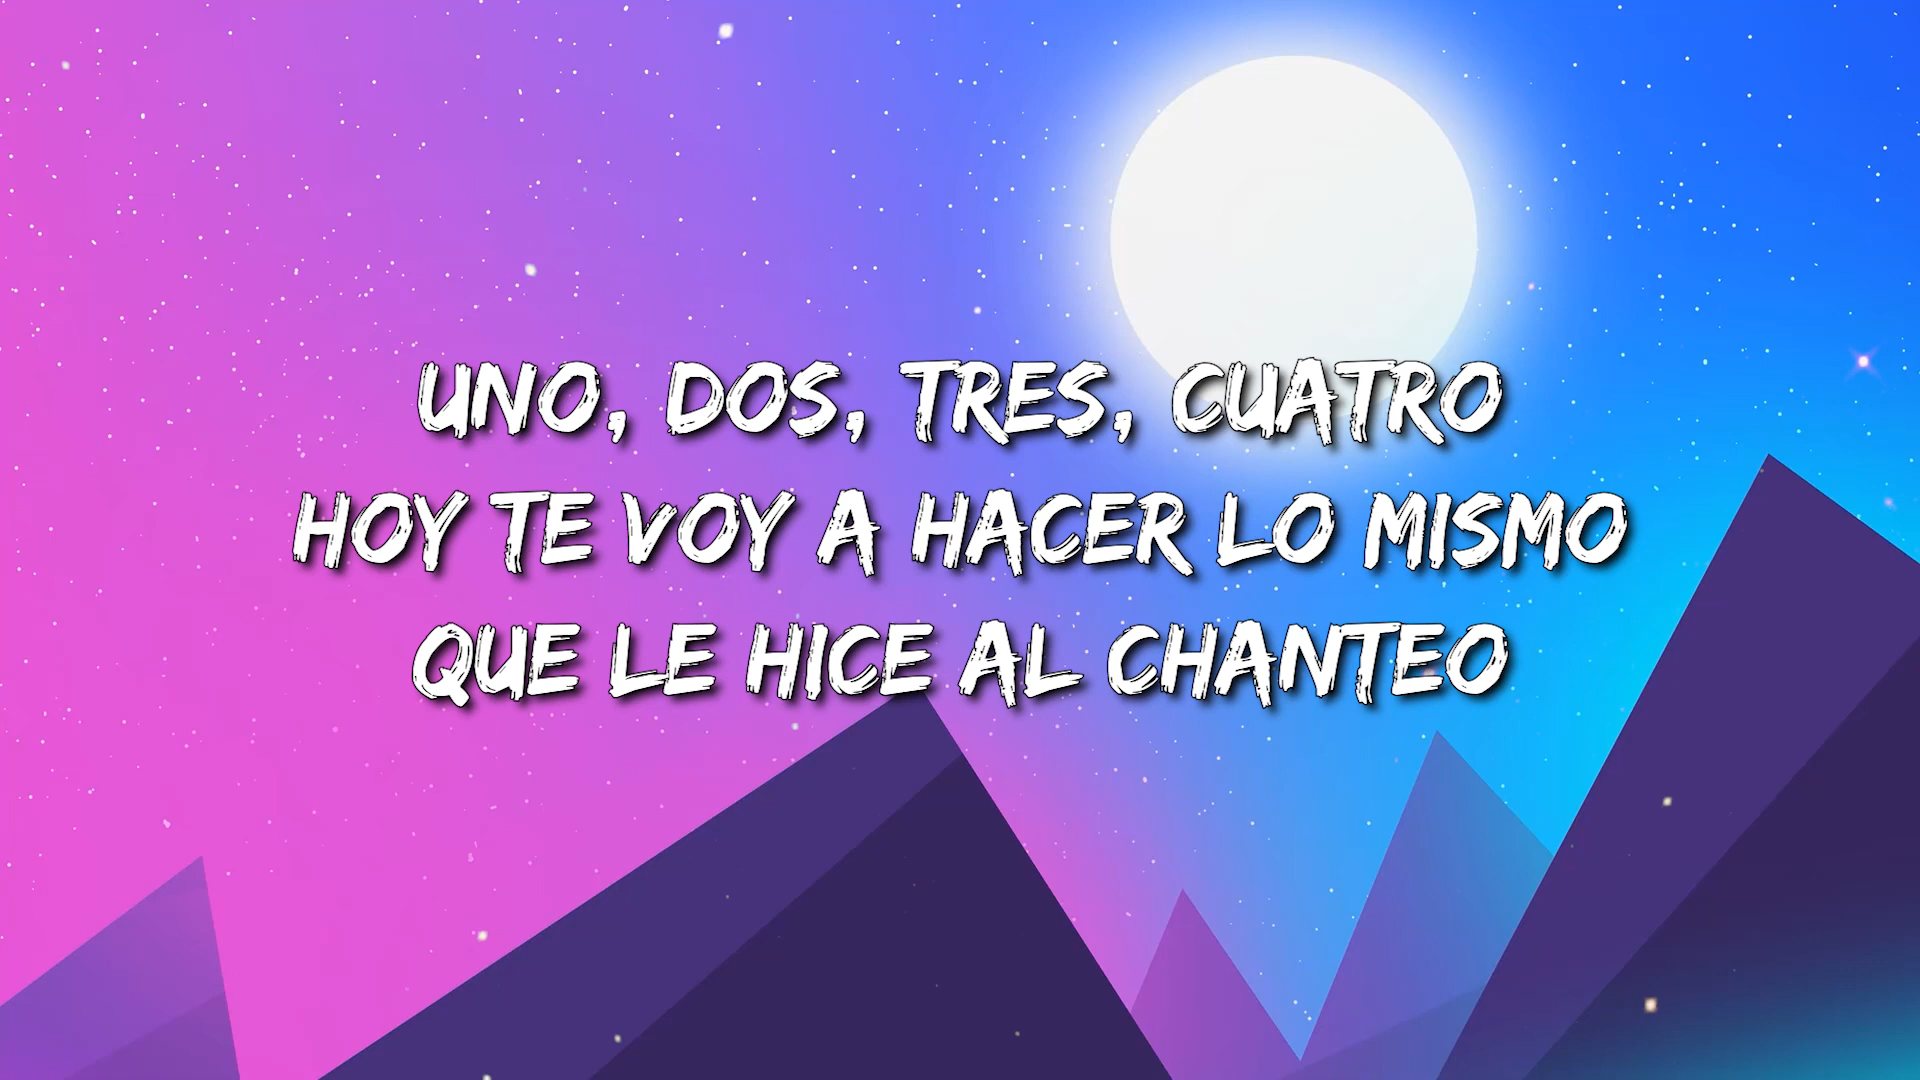 UNO, DOS, TRES, CUATRO
HOY TE VOY A HACER LO MISMO
QUE LE HICE AL CHANTEO